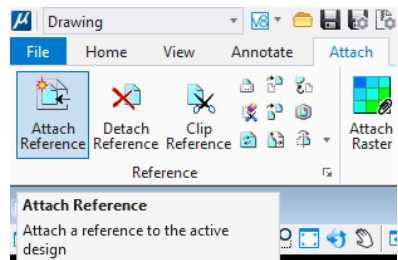 Drawing
V8
File Home View Annotate Attach
Attach Reference
Detach Reference
Clip Reference
Attach Raster
Reference
Attach Reference
Attach a reference to the active
design